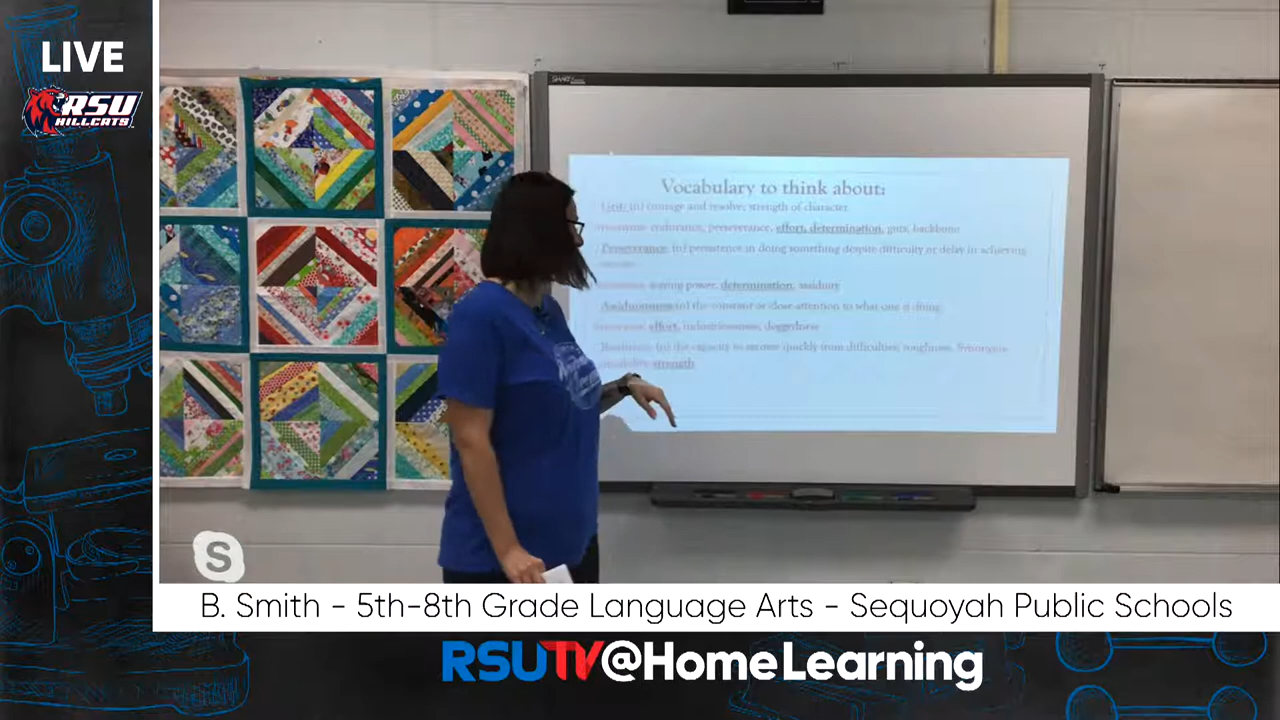 LIVE
RSU
HILLCATS
SMART
Vocabulary to think about:
Grit: (n) courage and resolve; strength of character
endurance, perseverance, effort, determination, guts, backbone
Perseverance: (n) persistence in doing something despite difficulty or delay in achieving
staying power, determination, assiduity
Assiduousness (n) the constant or close attention to what one is doing
effort, industriousness, doggedness
Resilience: (n) the capacity to recover quickly from difficulties; toughness. Synonyms:
strength
S
B. Smith - 5th-8th Grade Language Arts - Sequoyah Public Schools
RSUTV@HomeLearning